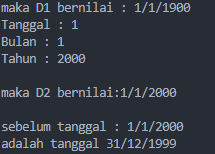 maka D1 bernilai : 1/1/1900
Tanggal : 1
Bulan : 1
Tahun : 2000
maka D2 bernilai:1/1/2000
sebelum tanggal : 1/1/2000
adalah tanggal 31/12/1999